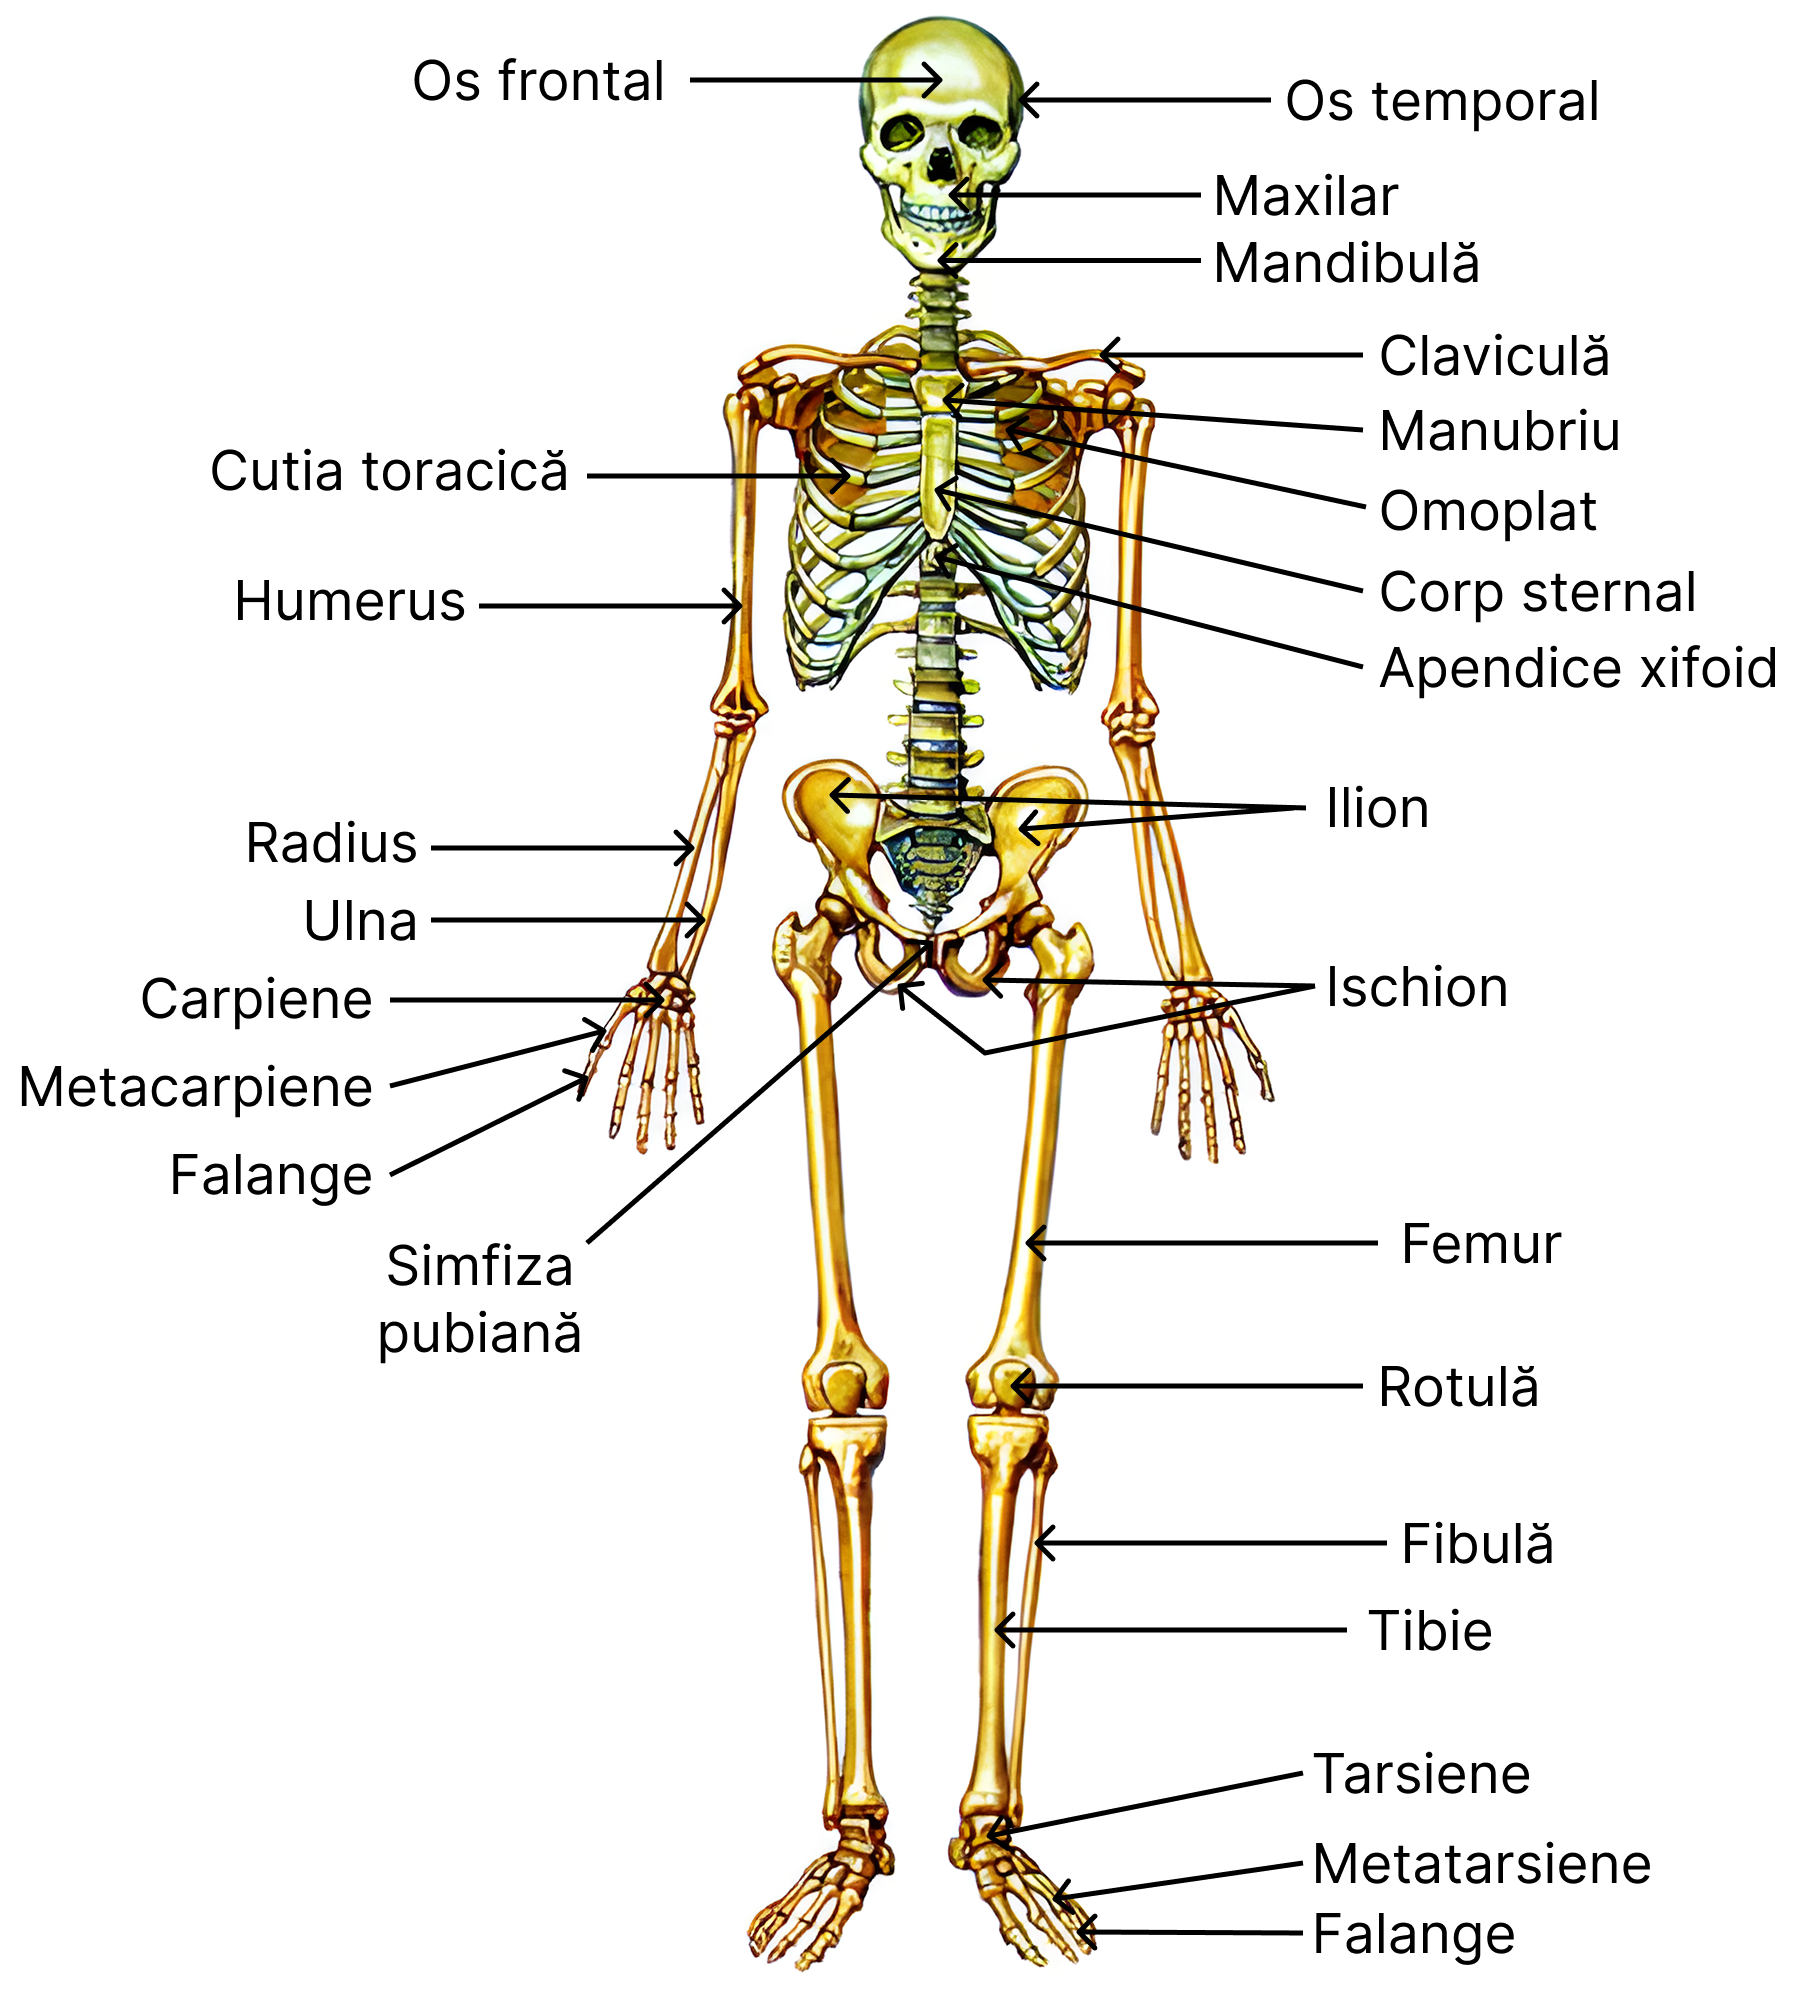 Os frontal
Os temporal
Maxilar
Mandibulă
Claviculă
Manubriu
Cutia toracică
Omoplat
Corp sternal
Humerus
Apendice xifoid
Ilion
Radius
Ulna
Ischion
Carpiene
Metacarpiene
Falange
Femur
Simfiza
pubiană
Rotulă
Fibulă
Tibie
Tarsiene
Metatarsiene
Falange